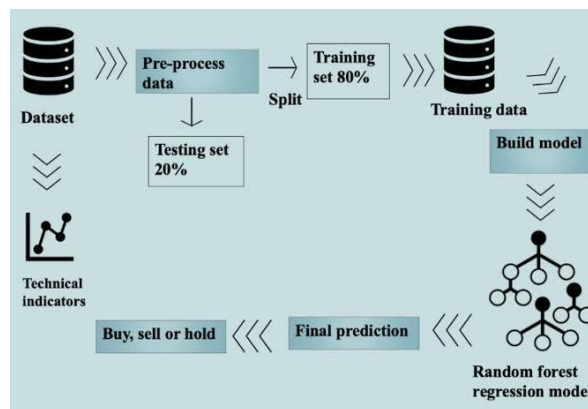 Dataset
Pre-process
data
Split
Training
set 80%
Training data
Testing set
20%
Build model
Technical
indicators
Buy, sell or hold
Final prediction
Random forest
regression model